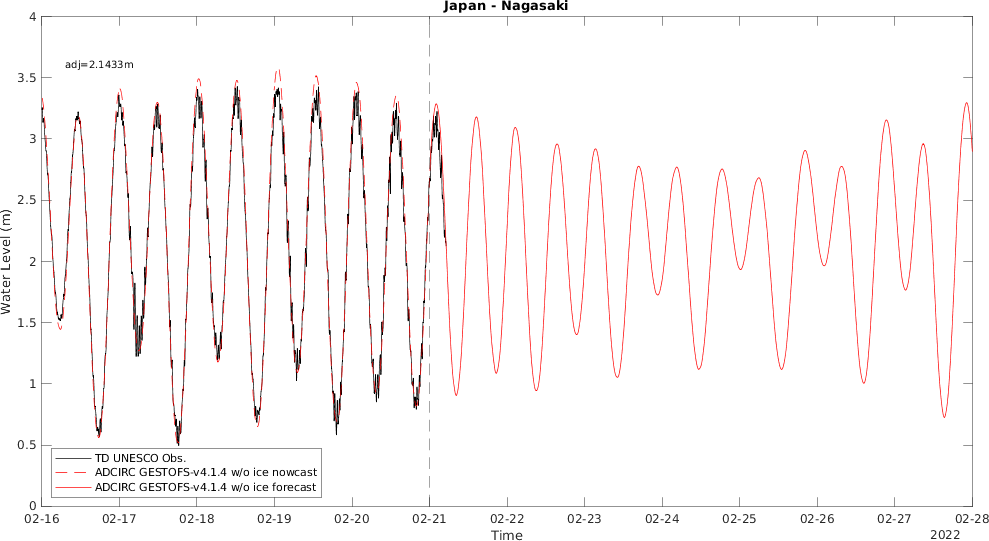 Japan - Nagasaki
adj=2.1433m
Water Level (m)
4
3.5
3
2.5
2
1.5
1
0.5
0
TD UNESCO Obs.
ADCIRC GESTOFS-v4.1.4 w/o ice nowcast
ADCIRC GESTOFS-v4.1.4 w/o ice forecast
02-16 02-17 02-18 02-19 02-20 02-21 02-22 02-23 02-24 02-25 02-26 02-27 02-28
Time
2022